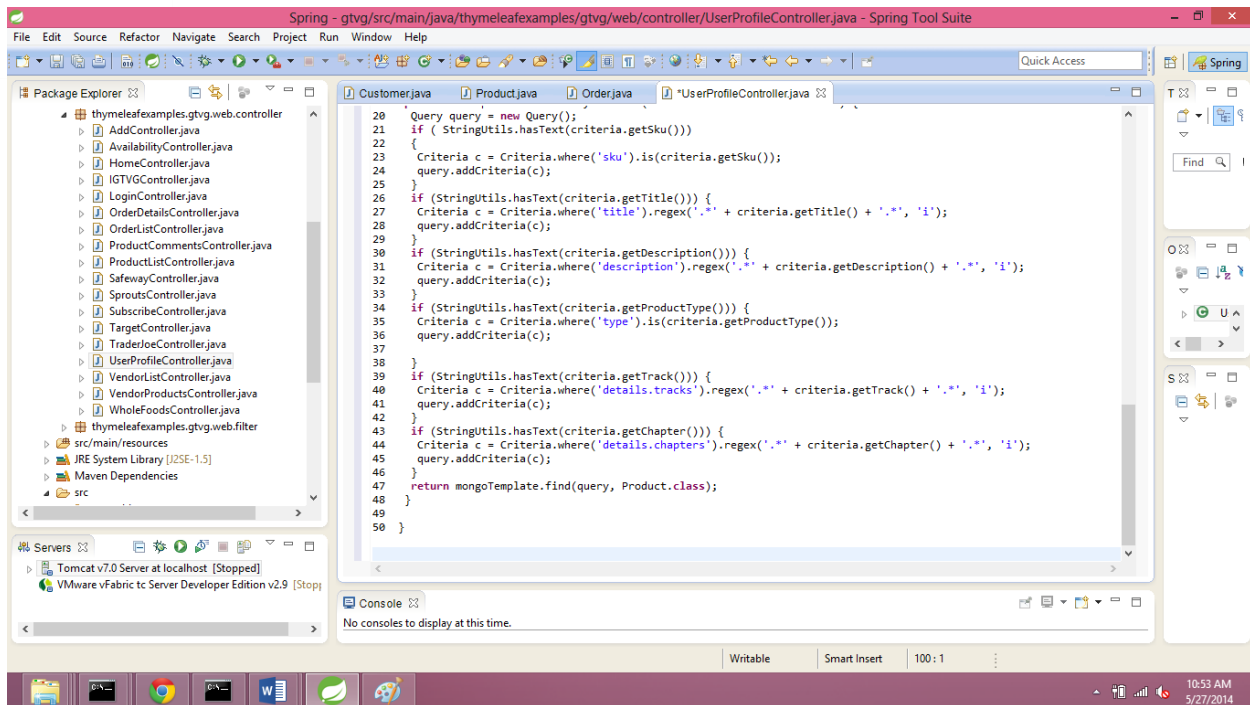 Spring - gtvg/src/main/java/thymeleafexamples/gtvg/web/controller/UserProfileController.java - Spring Tool Suite
File Edit Source Refactor Navigate Search Project Run Window Help
Quick Access
Spring
Package Explorer
thymeleafexamples.gtvg.web.controller
AddController.java
AvailabilityController.java
HomeController.java
IGTVGController.java
LoginController.java
OrderDetailsController.java
OrderListController.java
ProductCommentsController.java
ProductListController.java
SafewayController.java
SproutsController.java
SubscribeController.java
TargetController.java
TraderJoeController.java
UserProfileController.java
VendorListController.java
VendorProductsController.java
WholeFoodsController.java
thymeleafexamples.gtvg.web.filter
src/main/resources
JRE System Library [J2SE-1.5]
Maven Dependencies
src
Servers
Tomcat v7.0 Server at localhost [Stopped]
VMware vFabric tc Server Developer Edition v2.9 [Stopp
Customer.java Product.java Order.java *UserProfileController.java
20 Query query = new Query();
21 if ( StringUtils.hasText(criteria.getSku()))
22 {
23 Criteria c = Criteria.where('sku').is(criteria.getSku());
24 query.addCriteria(c);
25 }
26 if (StringUtils.hasText(criteria.getTitle())) {
27 Criteria c = Criteria.where('title').regex('.*' + criteria.getTitle() + '.*', 'i');
28 query.addCriteria(c);
29 }
30 if (StringUtils.hasText(criteria.getDescription())) {
31 Criteria c = Criteria.where('description').regex('.*' + criteria.getDescription() + '.*', 'i');
32 query.addCriteria(c);
33 }
34 if (StringUtils.hasText(criteria.getProductType())) {
35 Criteria c = Criteria.where('type').is(criteria.getProductType());
36 query.addCriteria(c);
37
38 }
39 if (StringUtils.hasText(criteria.getTrack())) {
40 Criteria c = Criteria.where('details.tracks').regex('.*' + criteria.getTrack() + '.*', 'i');
41 query.addCriteria(c);
42 }
43 if (StringUtils.hasText(criteria.getChapter())) {
44 Criteria c = Criteria.where('details.chapters').regex('.*' + criteria.getChapter() + '.*', 'i');
45 query.addCriteria(c);
46 }
47 return mongoTemplate.find(query, Product.class);
48 }
49
50 }
Console
No consoles to display at this time.
T
Find
O
U
S
Writable Smart Insert 100 : 1
10:53 AM
5/27/2014